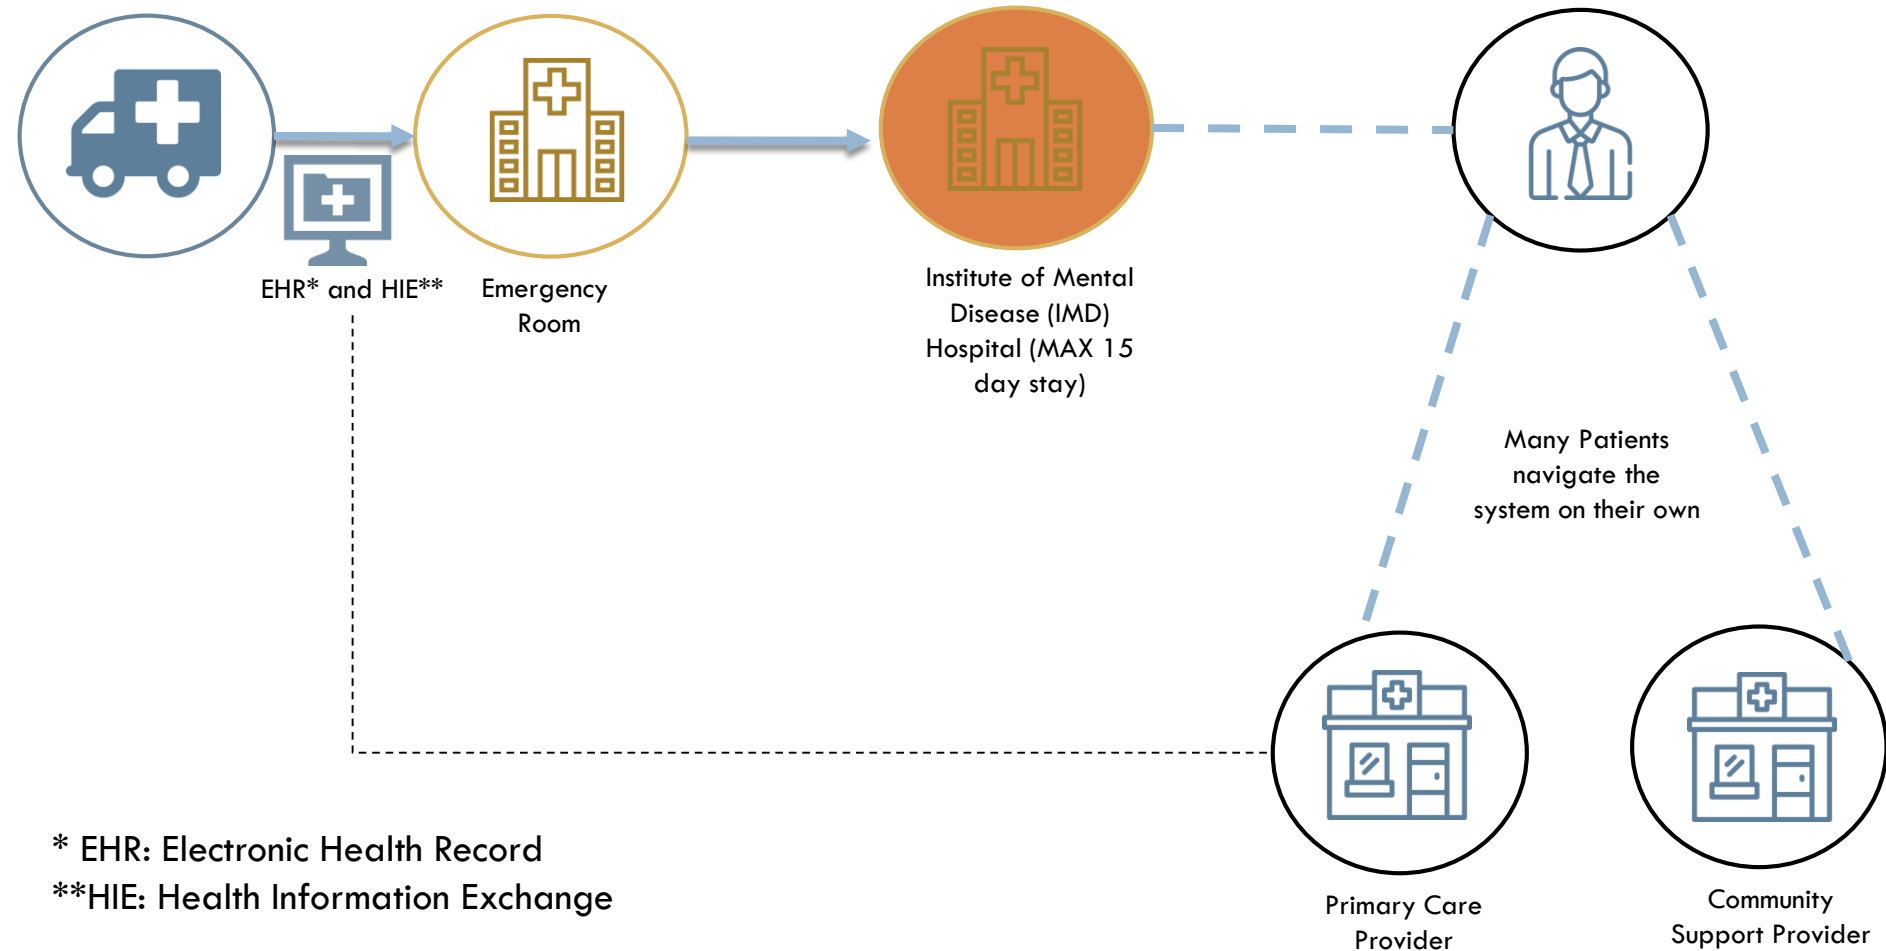 EHR* and HIE**
Emergency
Room
Institute of Mental
Disease (IMD)
Hospital (MAX 15
day stay)
Many Patients
navigate the
system on their own
* EHR: Electronic Health Record
**HIE: Health Information Exchange
Primary Care
Provider
Community
Support Provider